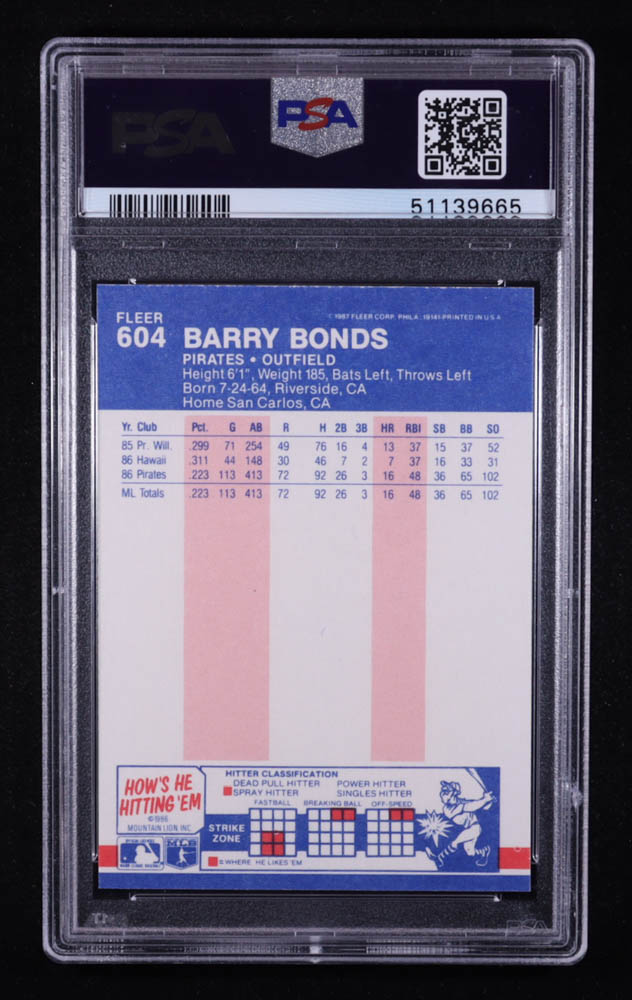 PSA
PSA
51139665
FLEER
604
BARRY BONDS
© 1987 FLEER CORP. PHILA. 19141-PRINTED IN U.S.A.
PIRATES • OUTFIELD
Height 6'1", Weight 185, Bats Left, Throws Left
Born 7-24-64, Riverside, CA
Home San Carlos, CA
Yr. Club Pct. G AB R H 2B 3B HR RBI SB BB SO
85 Pr. Will. .299 71 254 49 76 16 4 13 37 15 37 52
86 Hawaii .311 44 148 30 46 7 2 7 37 16 33 31
86 Pirates .223 113 413 72 92 26 3 16 48 36 65 102
ML Totals .223 113 413 72 92 26 3 16 48 36 65 102
HOW'S HE
HITTING 'EM
©1986
MOUNTAIN LION, INC.
HITTER CLASSIFICATION
DEAD PULL HITTER POWER HITTER
SPRAY HITTER SINGLES HITTER
FASTBALL BREAKING BALL OFF-SPEED
STRIKE
ZONE
=WHERE HE LIKES 'EM
PSA